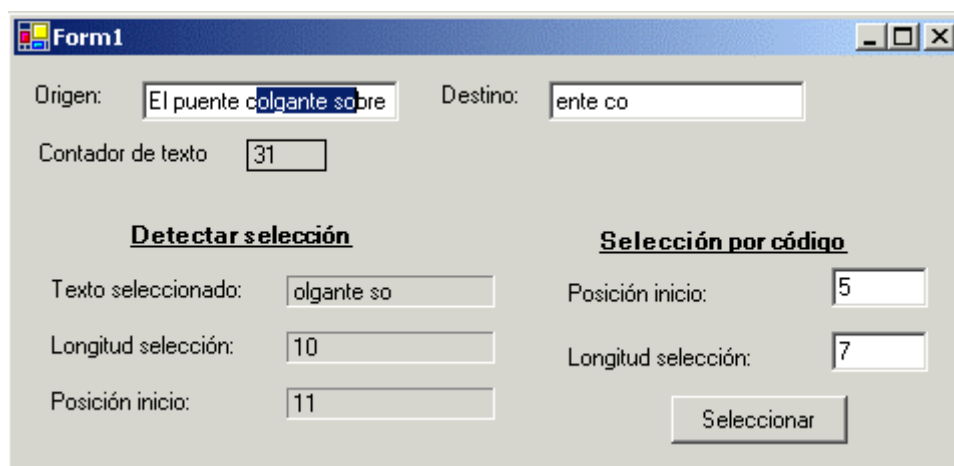 Form1
Origen: El puente colgante sobre Destino: ente co
Contador de texto 31
Detectar selección Selección por código
Texto seleccionado: olgante so Posición inicio: 5
Longitud selección: 10 Longitud selección: 7
Posición inicio: 11 Seleccionar